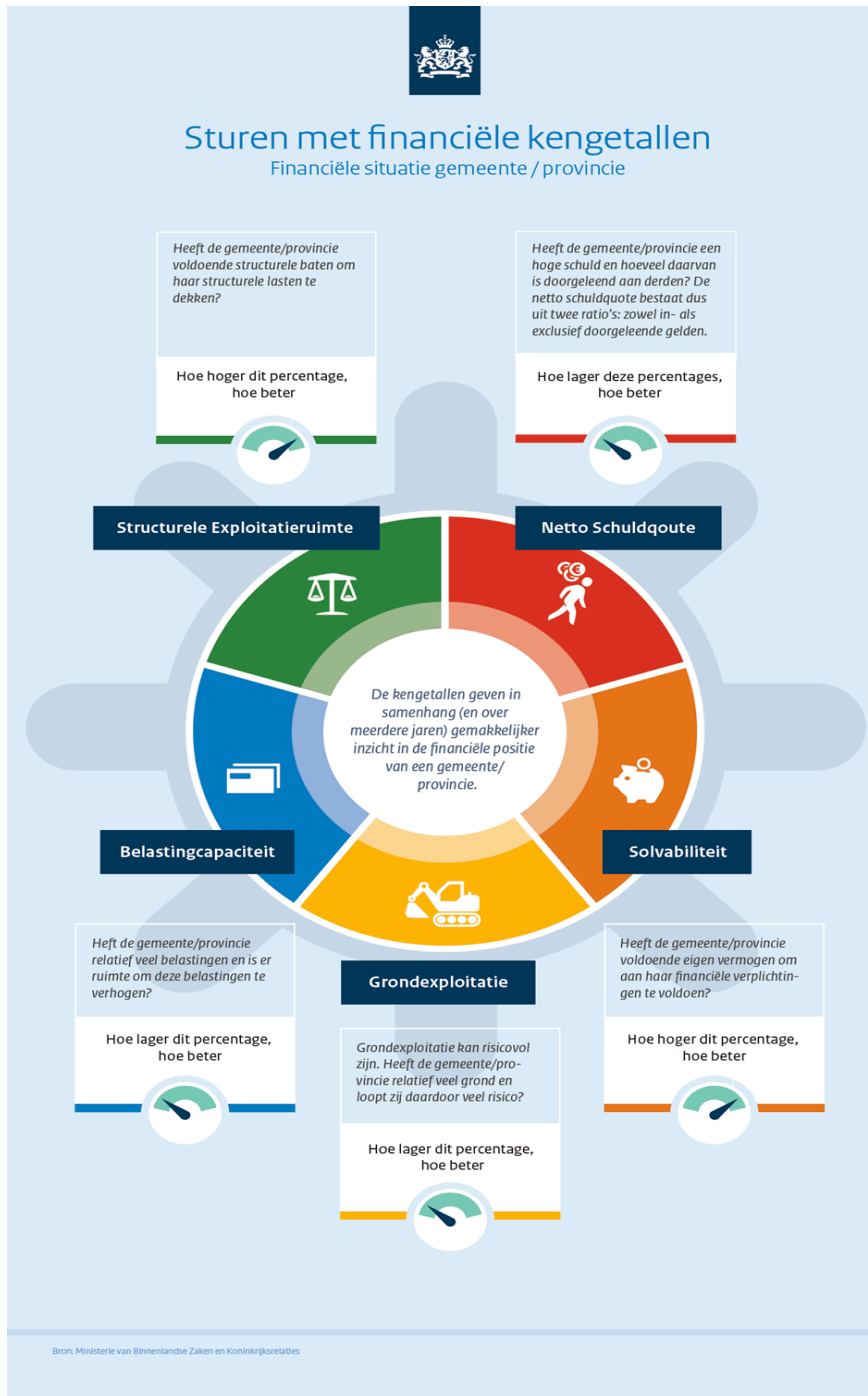 Sturen met financiële kengetallen
Financiële situatie gemeente / provincie
Heeft de gemeente/provincie
voldoende structurele baten om
haar structurele lasten te
dekken?
Hoe hoger dit percentage,
hoe beter
Heeft de gemeente/provincie een
hoge schuld en hoeveel daarvan
is doorgeleend aan derden? De
netto schuldquote bestaat dus
uit twee ratio's: zowel in- als
exclusief doorgeleende gelden.
Hoe lager deze percentages,
hoe beter
Structurele Exploitatieruimte
Netto Schuldqoute
De kengetallen geven in
samenhang (en over
meerdere jaren) gemakkelijker
inzicht in de financiële positie
van een gemeente/
provincie.
Belastingcapaciteit
Solvabiliteit
Heft de gemeente/provincie
relatief veel belastingen en is er
ruimte om deze belastingen te
verhogen?
Hoe lager dit percentage,
hoe beter
Grondexploitatie
Grondexploitatie kan risicovol
zijn. Heeft de gemeente/pro-
vincie relatief veel grond en
loopt zij daardoor veel risico?
Hoe lager dit percentage,
hoe beter
Heeft de gemeente/provincie
voldoende eigen vermogen om
aan haar financiële verplichtin-
gen te voldoen?
Hoe hoger dit percentage,
hoe beter
Bron: Ministerie van Binnenlandse Zaken en Koninkrijksrelaties